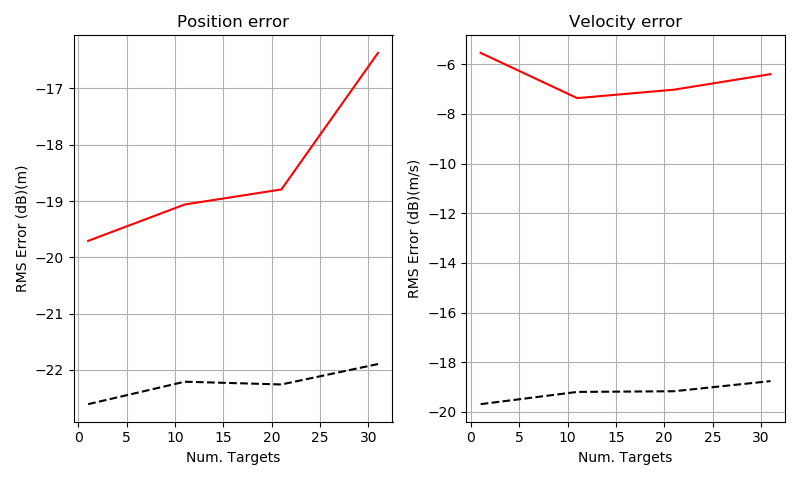 Position error
RMS Error (dB)(m)
−17
−18
−19
−20
−21
−22
0 5 10 15 20 25 30
Num. Targets
Velocity error
RMS Error (dB)(m/s)
−6
−8
−10
−12
−14
−16
−18
−20
0 5 10 15 20 25 30
Num. Targets